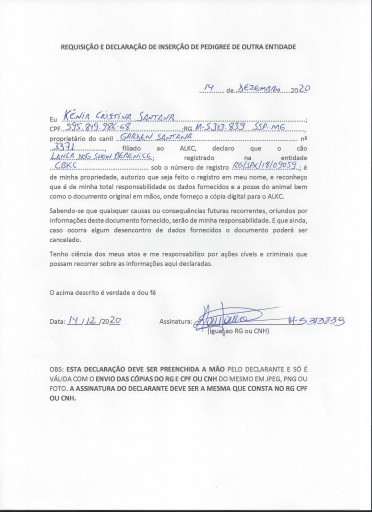 REQUISIÇÃO E DECLARAÇÃO DE INSERÇÃO DE PEDIGREE DE OUTRA ENTIDADE
14 de DEZEMBRO 2020
Eu KÊNIA CRISTINA SANTANA;
CPF 595.819.986-68;RG M-5.313.839 SSP-MG,
proprietário do canil GARDEN SANTANA nº
3371, filiado ao ALKC, declaro que o cão
LANCA DOG SHOW BERENICE; registrado na entidade
CBKC sob o número de registro RG/SPX/18/09059, é
de minha propriedade, autorizo que seja feito o registro em meu nome, e reconheço
que é de minha total responsabilidade os dados fornecidos e a posse do animal bem
como o documento original em mãos, onde forneço a cópia digital para o ALKC.
Sabendo-se que quaisquer causas ou consequências futuras recorrentes, oriundos por
informações deste documento fornecido, serão de minha responsabilidade. E que ainda,
caso ocorra algum desencontro de dados fornecidos o documento poderá ser
cancelado.
Tenho ciência dos meus atos e me responsabilizo por ações cíveis e criminais que
possam recorrer sobre as informações aqui declaradas.
O acima descrito é verdade e dou fé
Data: 14/12/2020 Assinatura: M-5313839
(Igual ao RG ou CNH)
OBS: ESTA DECLARAÇÃO DEVE SER PREENCHIDA A MÃO PELO DECLARANTE E SÓ É
VÁLIDA COM O ENVIO DAS CÓPIAS DO RG E CPF OU CNH DO MESMO EM JPEG, PNG OU
FOTO. A ASSINATURA DO DECLARANTE DEVE SER A MESMA QUE CONSTA NO RG CPF
OU CNH.